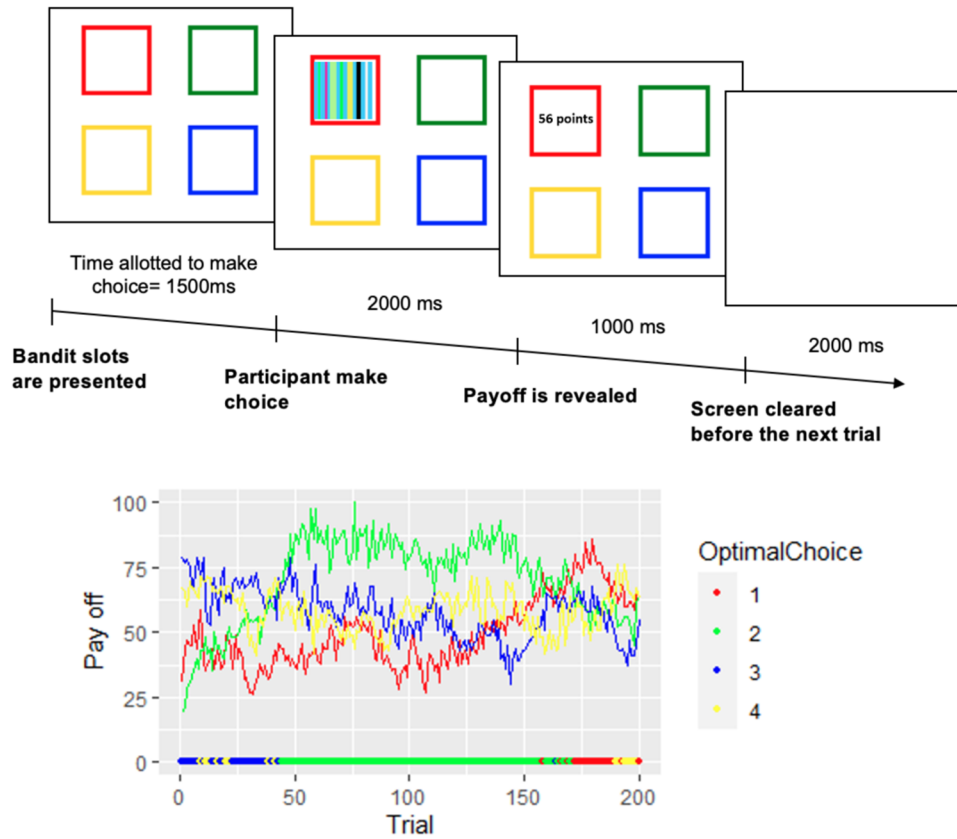 56 points
Time allotted to make
choice= 1500ms
2000 ms
1000 ms
2000 ms
Bandit slots
are presented
Participant make
choice
Payoff is revealed
Screen cleared
before the next trial
100
75
50
25
0
Pay off
0
50
100
150
200
Trial
OptimalChoice
1
2
3
4